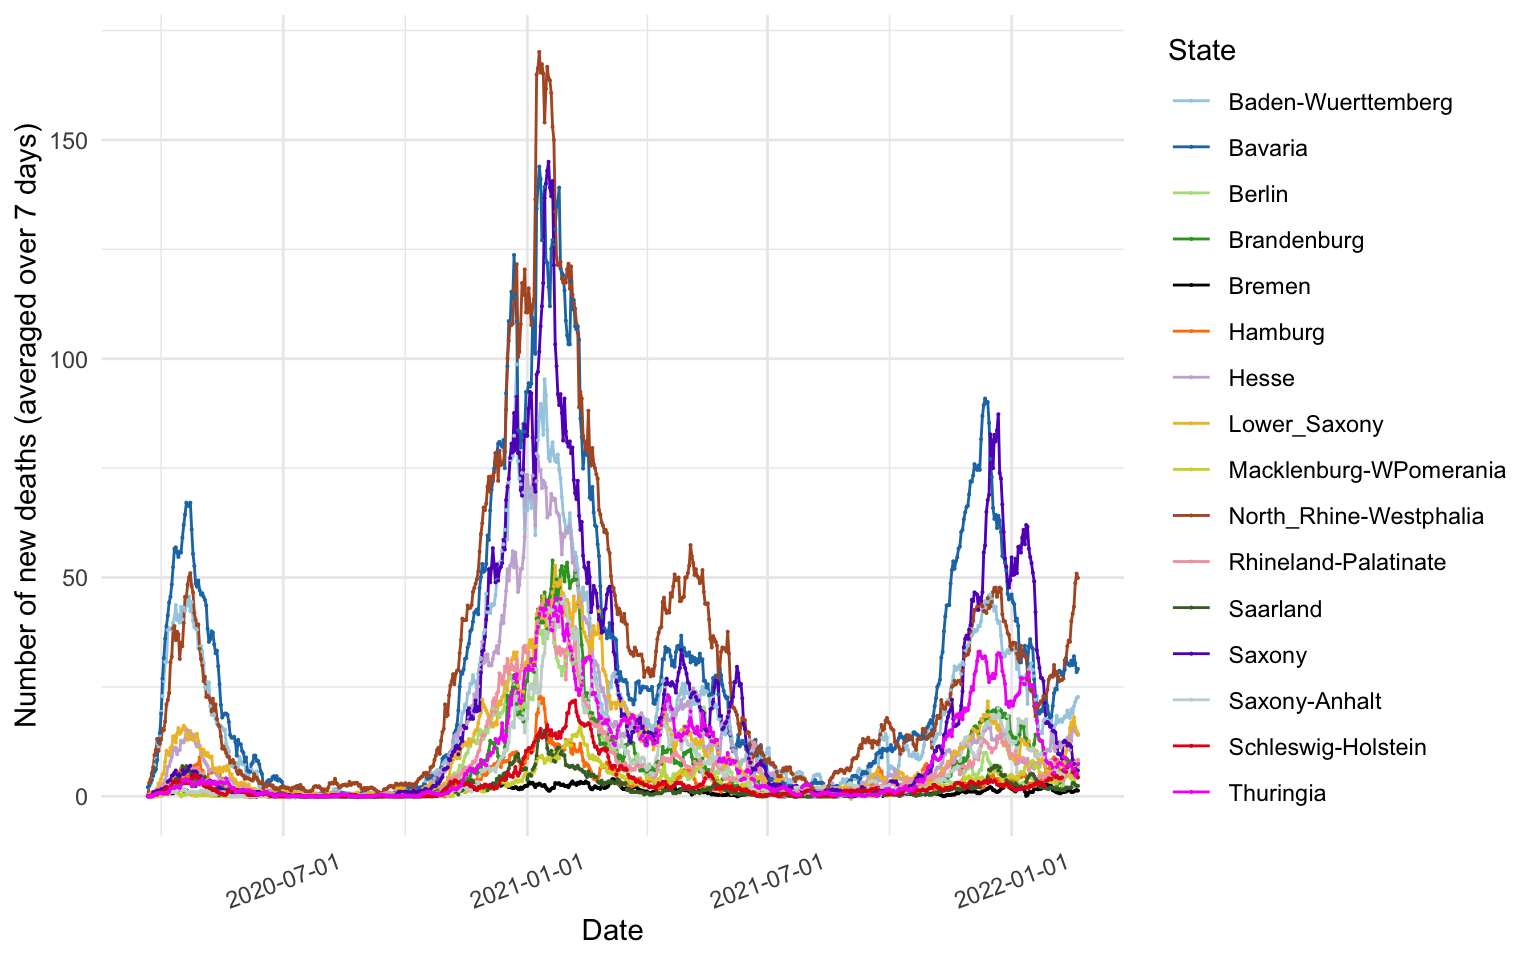 Number of new deaths (averaged over 7 days)
150
100
50
0
2020-07-01
2021-01-01
2021-07-01
2022-01-01
Date
State
Baden-Wuerttemberg
Bavaria
Berlin
Brandenburg
Bremen
Hamburg
Hesse
Lower_Saxony
Macklenburg-WPomerania
North_Rhine-Westphalia
Rhineland-Palatinate
Saarland
Saxony
Saxony-Anhalt
Schleswig-Holstein
Thuringia